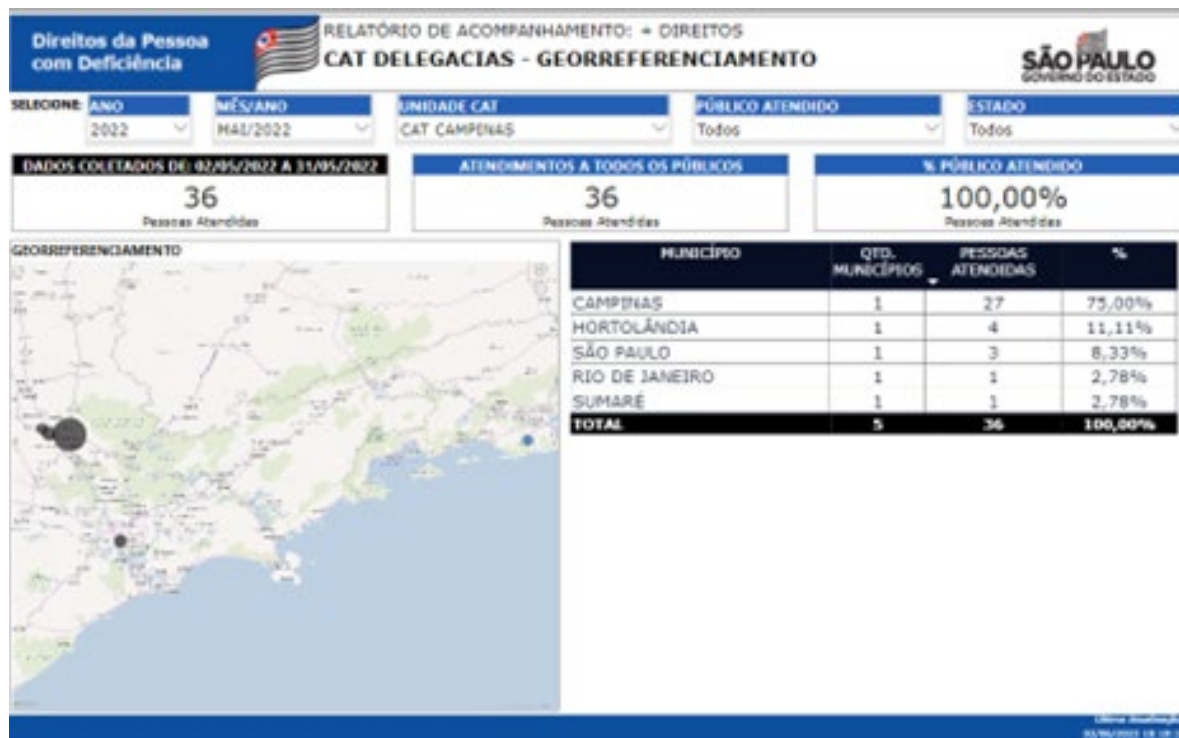 Direitos da Pessoa
com Deficiência
RELATÓRIO DE ACOMPANHAMENTO: + DIREITOS
CAT DELEGACIAS - GEORREFERENCIAMENTO
SÃO PAULO
GOVERNO DO ESTADO
SELECIONE: ANO MÊS/ANO UNIDADE CAT PÚBLICO ATENDIDO ESTADO
2022 MAI/2022 CAT CAMPINAS Todos Todos
DADOS COLETADOS DE: 02/05/2022 A 31/05/2022 ATENDIMENTOS A TODOS OS PÚBLICOS % PÚBLICO ATENDIDO
36 36 100,00%
Pessoas Atendidas Pessoas Atendidas Pessoas Atendidas
GEORREFERENCIAMENTO
MUNICÍPIO QTD. MUNICÍPIOS PESSOAS ATENDIDAS %
CAMPINAS 1 27 75,00%
HORTOLÂNDIA 1 4 11,11%
SÃO PAULO 1 3 8,33%
RIO DE JANEIRO 1 1 2,78%
SUMARÉ 1 1 2,78%
TOTAL 5 36 100,00%
Última Atualização